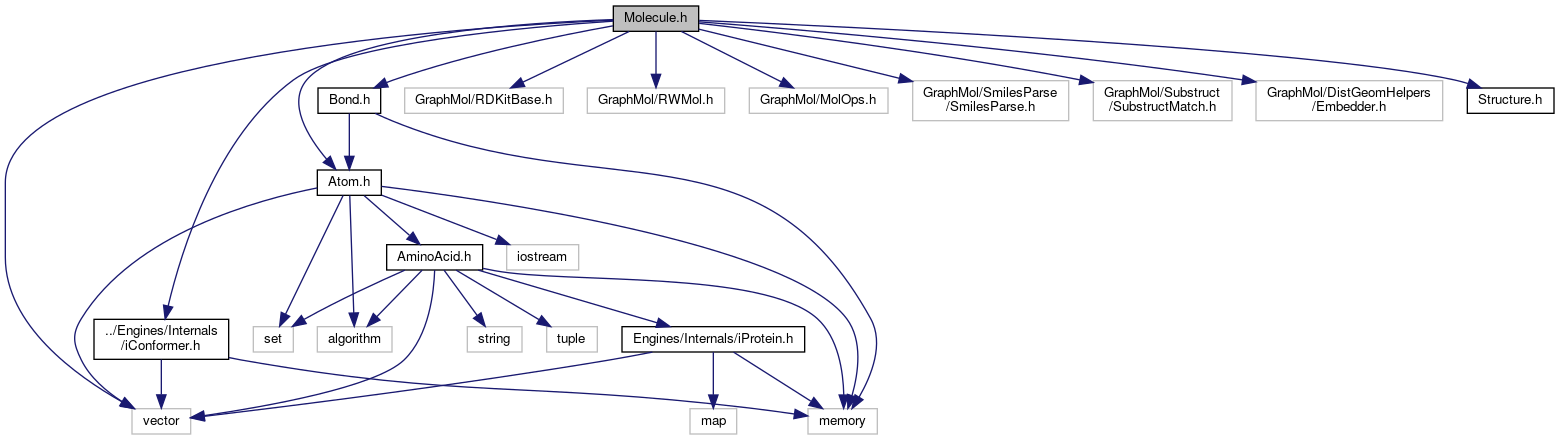 Molecule.h
Bond.h
GraphMol/RDKitBase.h
GraphMol/RWMol.h
GraphMol/MolOps.h
GraphMol/SmilesParse
/SmilesParse.h
GraphMol/Substruct
/SubstructMatch.h
GraphMol/DistGeomHelpers
/Embedder.h
Structure.h
Atom.h
AminoAcid.h
iostream
../Engines/Internals
/iConformer.h
set
algorithm
string
tuple
Engines/Internals/iProtein.h
vector
map
memory